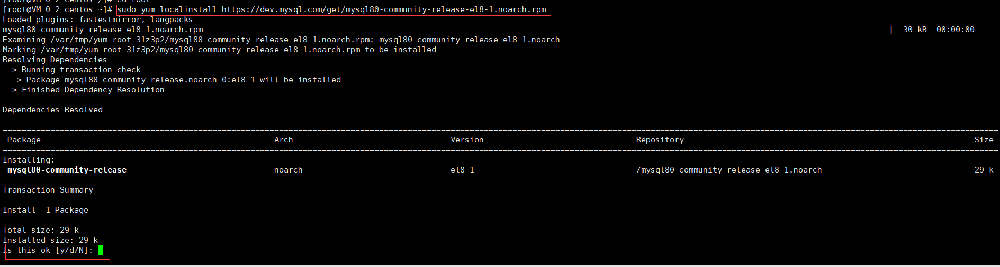 [root@VM_0_2_centos /]# cd root
[root@VM_0_2_centos ~]# sudo yum localinstall https://dev.mysql.com/get/mysql80-community-release-el8-1.noarch.rpm
Loaded plugins: fastestmirror, langpacks
mysql80-community-release-el8-1.noarch.rpm | 30 kB 00:00:00
Examining /var/tmp/yum-root-31z3p2/mysql80-community-release-el8-1.noarch.rpm: mysql80-community-release-el8-1.noarch
Marking /var/tmp/yum-root-31z3p2/mysql80-community-release-el8-1.noarch.rpm to be installed
Resolving Dependencies
--> Running transaction check
---> Package mysql80-community-release.noarch 0:el8-1 will be installed
--> Finished Dependency Resolution
Dependencies Resolved
Package Arch Version Repository Size
Installing:
mysql80-community-release noarch el8-1 /mysql80-community-release-el8-1.noarch 29 k
Transaction Summary
Install 1 Package
Total size: 29 k
Installed size: 29 k
Is this ok [y/d/N]: